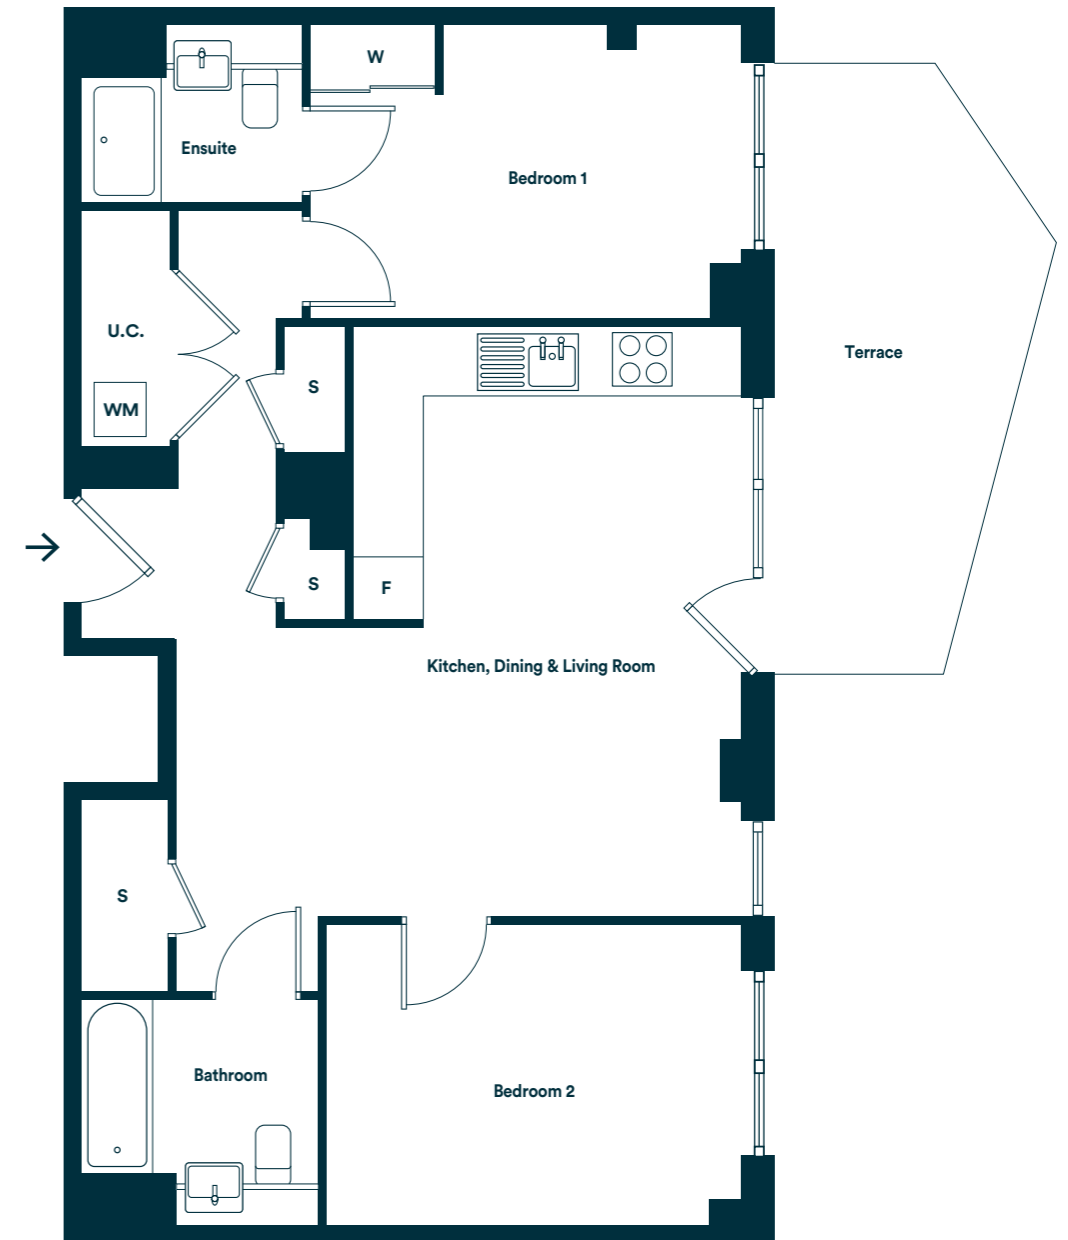 W
Ensuite
Bedroom 1
U.C.
Terrace
S
WM
S
F
Kitchen, Dining & Living Room
S
Bathroom
Bedroom 2